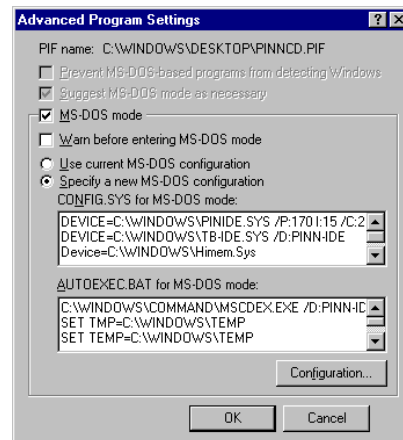 Advanced Program Settings
PIF name: C:\WINDOWS\DESKTOP\PINNCD.PIF
Prevent MS-DOS-based programs from detecting Windows
Suggest MS-DOS mode as necessary
MS-DOS mode
Warn before entering MS-DOS mode
Use current MS-DOS configuration
Specify a new MS-DOS configuration
CONFIG.SYS for MS-DOS mode:
DEVICE=C:\WINDOWS\PINIDE.SYS /P:170 I:15 /C:2
DEVICE=C:\WINDOWS\TB-IDE.SYS /D:PINN-IDE
Device=C:\Windows\Himem.Sys
AUTOEXEC.BAT for MS-DOS mode:
C:\WINDOWS\COMMAND\MSCDEX.EXE /D:PINN-ID
SET TMP=C:\WINDOWS\TEMP
SET TEMP=C:\WINDOWS\TEMP
Configuration...
OK Cancel